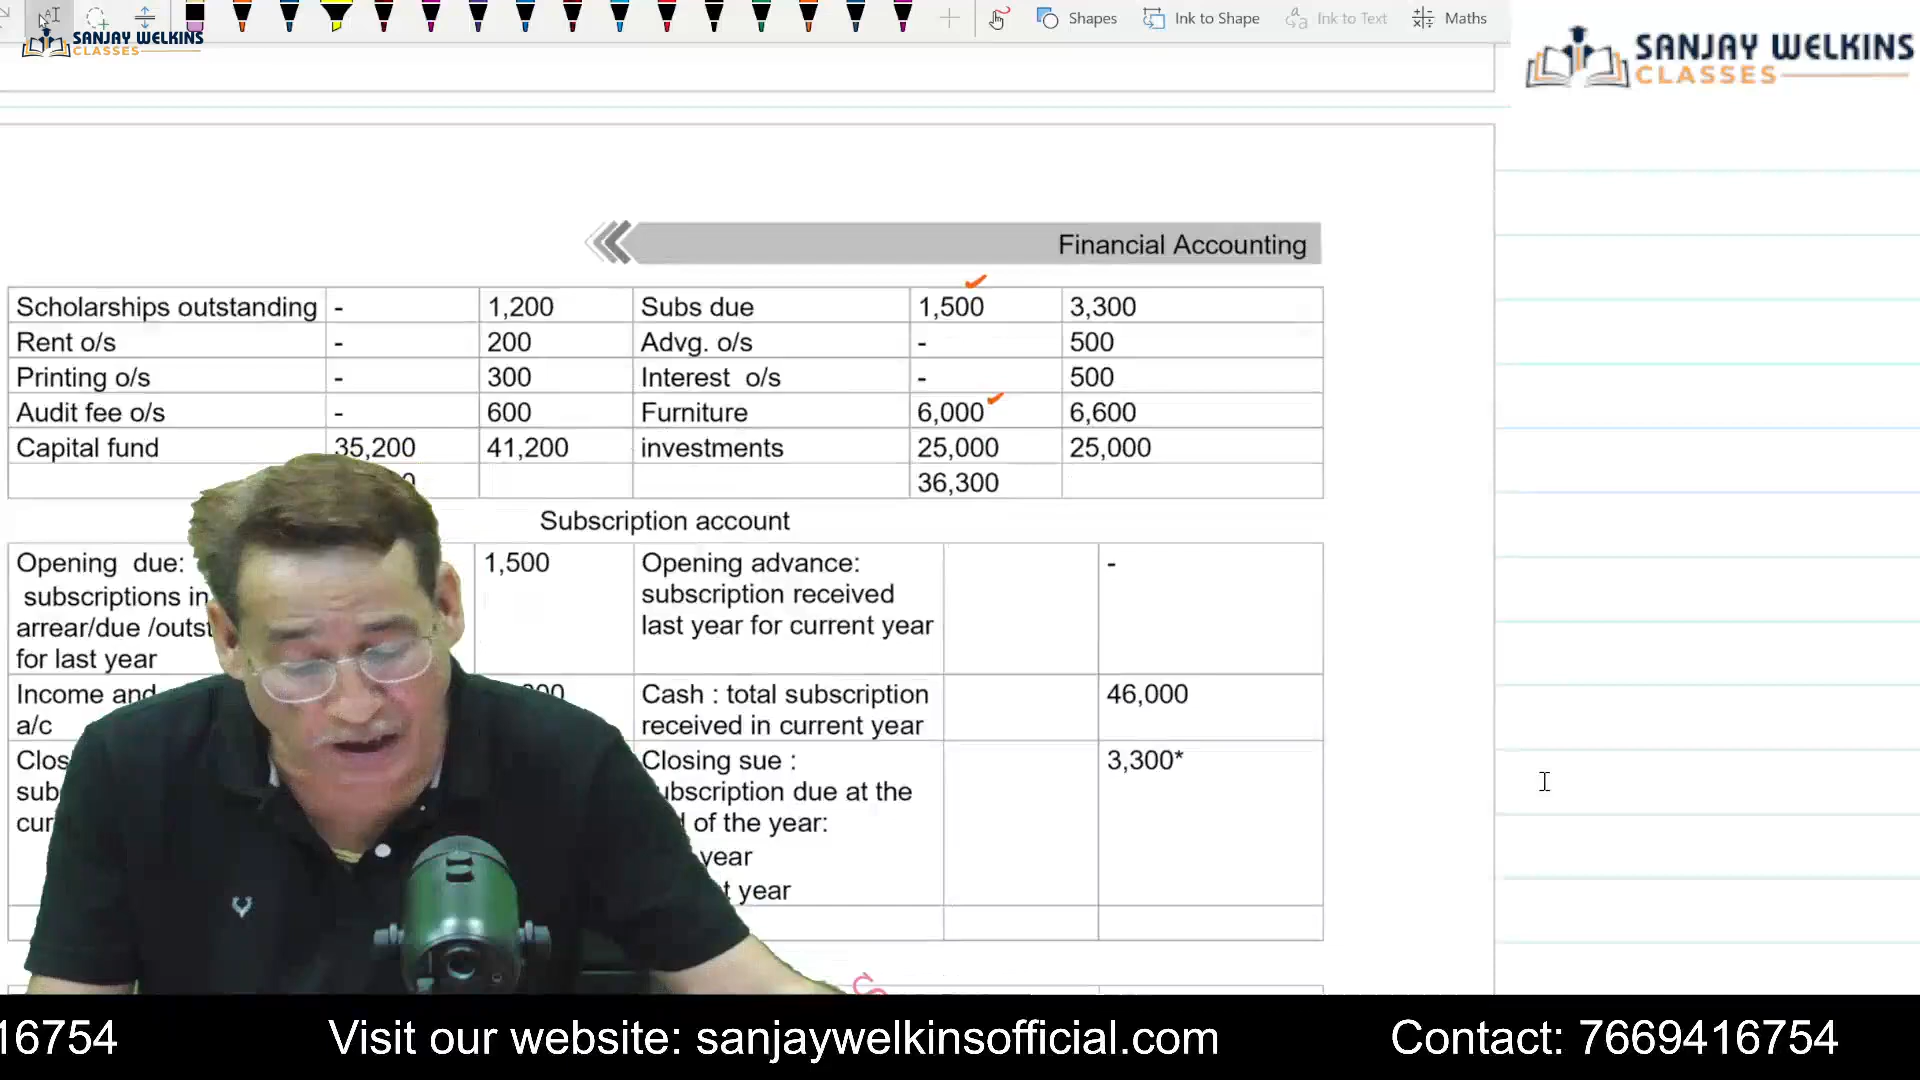 Shapes Ink to Shape Ink to Text Maths
SANJAY WELKINS
CLASSES
SANJAY WELKINS
CLASSES
Financial Accounting
Scholarships outstanding - 1,200 Subs due 1,500 3,300
Rent o/s - 200 Advg. o/s - 500
Printing o/s - 300 Interest o/s - 500
Audit fee o/s - 600 Furniture 6,000 6,600
Capital fund 35,200 41,200 investments 25,000 25,000
36,300
Subscription account
Opening due: 1,500 Opening advance: -
subscriptions in subscription received
arrear/due last year for current year
for last year
Income and Cash : total subscription 46,000
a/c received in current year
Closing sue : 3,300*
due at the
of the year:
year
year
16754 Visit our website: sanjaywelkinsofficial.com Contact: 7669416754